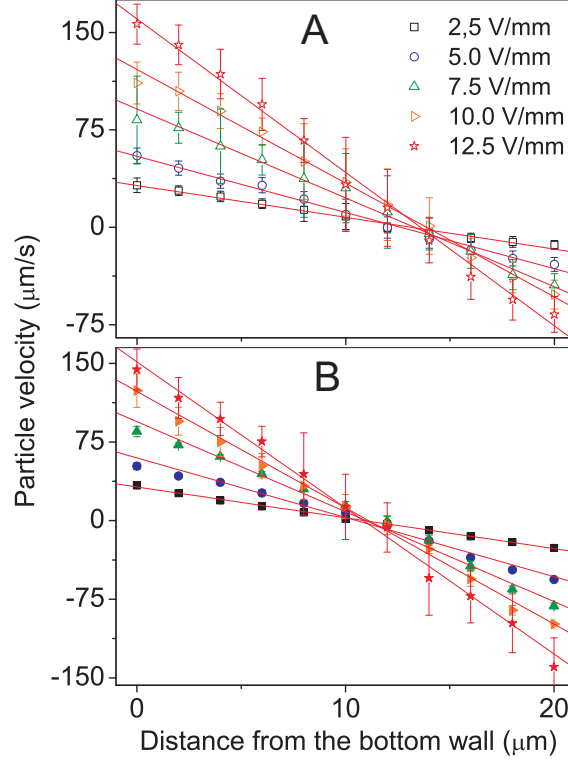 A
2,5 V/mm
5.0 V/mm
7.5 V/mm
10.0 V/mm
12.5 V/mm
150
75
0
-75
B
150
75
0
-75
-150
0
10
20
Particle velocity (μm/s)
Distance from the bottom wall (μm)